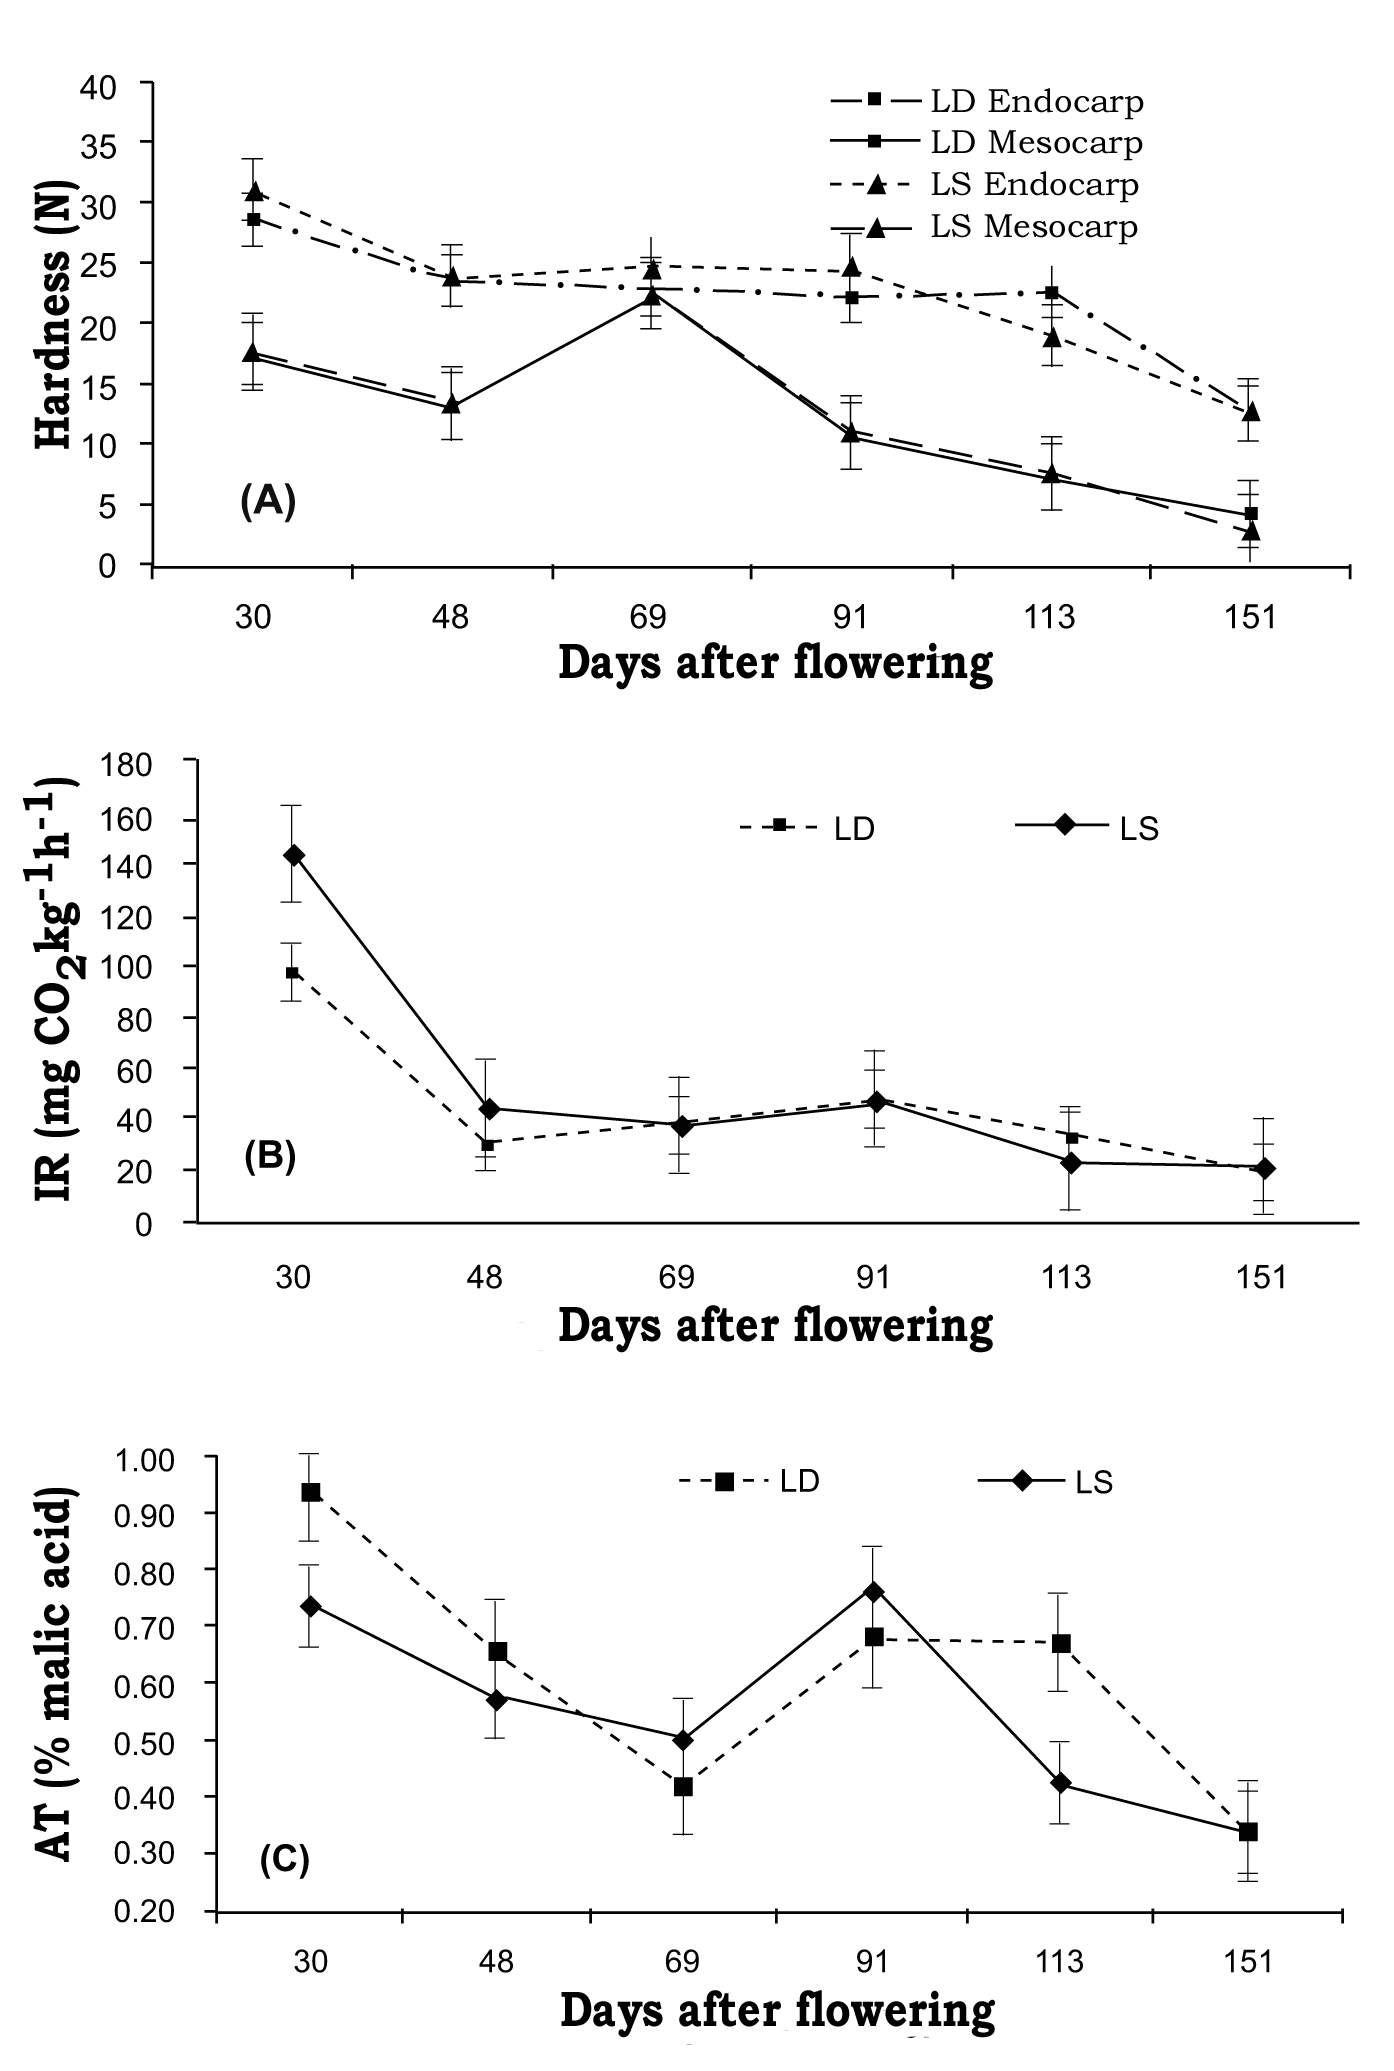 40
35
30
25
20
15
10
5
0
Hardness (N)
LD Endocarp
LD Mesocarp
LS Endocarp
LS Mesocarp
(A)
30 48 69 91 113 151
Days after flowering
180
160
140
120
100
80
60
40
20
0
IR (mg CO2kg-1h-1)
LD LS
(B)
30 48 69 91 113 151
Days after flowering
1.00
0.90
0.80
0.70
0.60
0.50
0.40
0.30
0.20
AT (% malic acid)
LD LS
(C)
30 48 69 91 113 151
Days after flowering